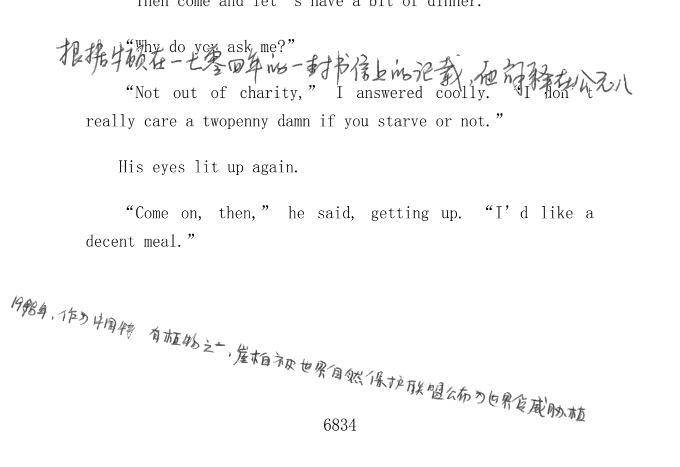 Then come and let's have a bit of dinner."
“Why do you ask me?”
根据牛顿在一七零四年的一封书信上的记载，他解释在公元八
“Not out of charity,” I answered coolly. “I don't
really care a twopenny damn if you starve or not.”
His eyes lit up again.
“Come on, then,” he said, getting up. “I'd like a
decent meal.”
1998年，作为中国特有植物之一，崖柏被世界自然保护联盟公布为世界受威胁植
6834